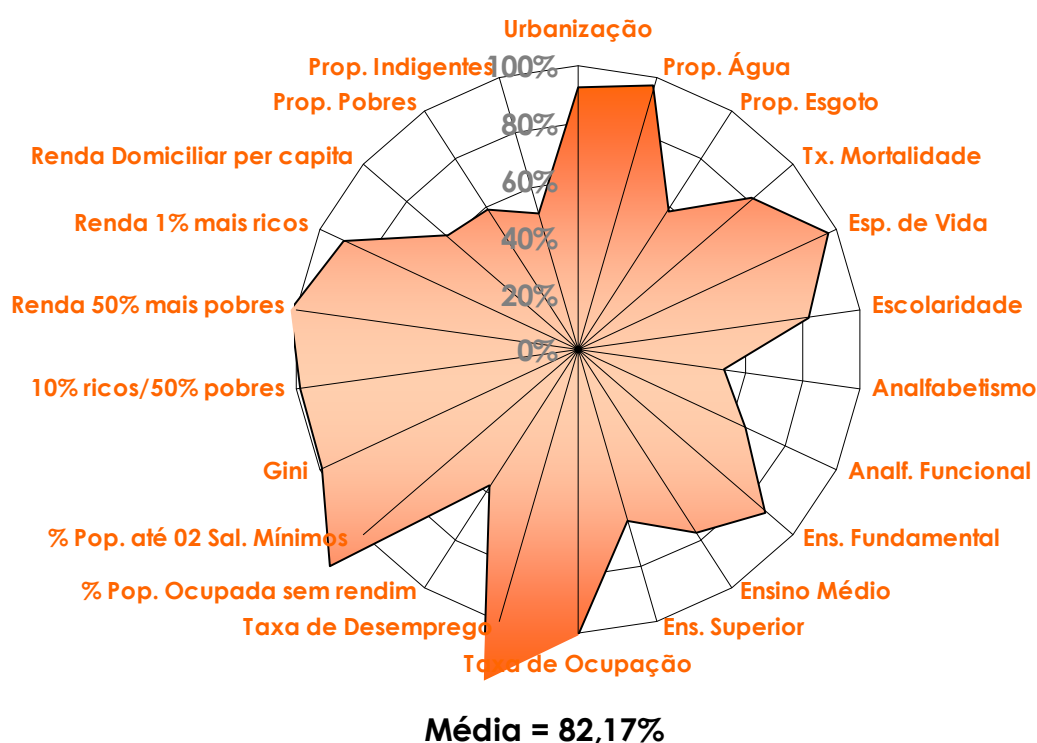 Urbanização
Prop. Água
Prop. Esgoto
Tx. Mortalidade
Esp. de Vida
Escolaridade
Analfabetismo
Analf. Funcional
Ens. Fundamental
Ensino Médio
Ens. Superior
Taxa de Ocupação
Taxa de Desemprego
% Pop. Ocupada sem rendim
% Pop. até 02 Sal. Mínimos
Gini
10% ricos/50% pobres
Renda 50% mais pobres
Renda 1% mais ricos
Renda Domiciliar per capita
Prop. Pobres
Prop. Indigentes
100%
80%
60%
40%
20%
0%
Média = 82,17%